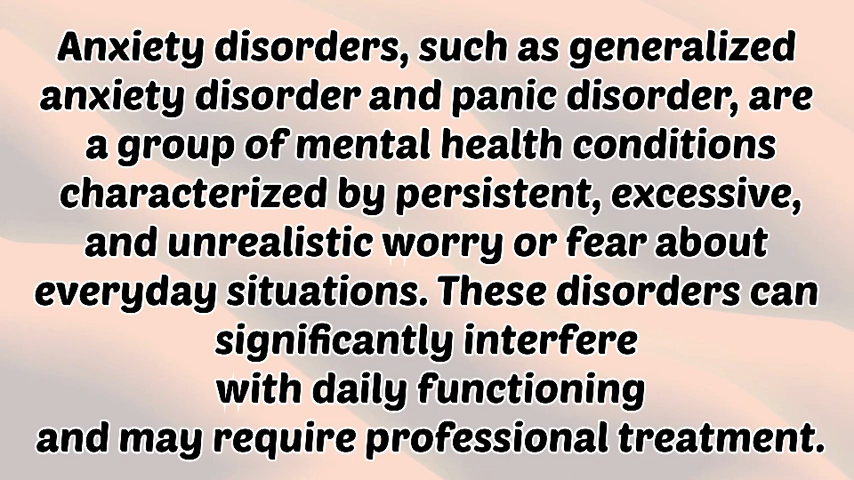 Anxiety disorders, such as generalized
anxiety disorder and panic disorder, are
a group of mental health conditions
characterized by persistent, excessive,
and unrealistic worry or fear about
everyday situations. These disorders can
significantly interfere
with daily functioning
and may require professional treatment.